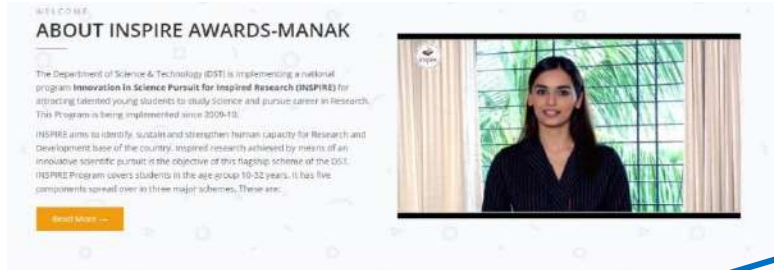 WELCOME
ABOUT INSPIRE AWARDS-MANAK
The Department of Science & Technology (DST) is implementing a national
program Innovation in Science Pursuit for Inspired Research (INSPIRE) for
attracting talented young students to study Science and pursue career in Research.
This Program is being implemented since 2009-10.
INSPIRE aims to identify, sustain and strengthen human capacity for Research and
Development base of the country. Inspired research achieved by means of an
innovative scientific pursuit is the objective of this flagship scheme of the DST.
INSPIRE Program covers students in the age group 10-32 years. It has five
components spread over in three major schemes. These are:
Read More →
inspire